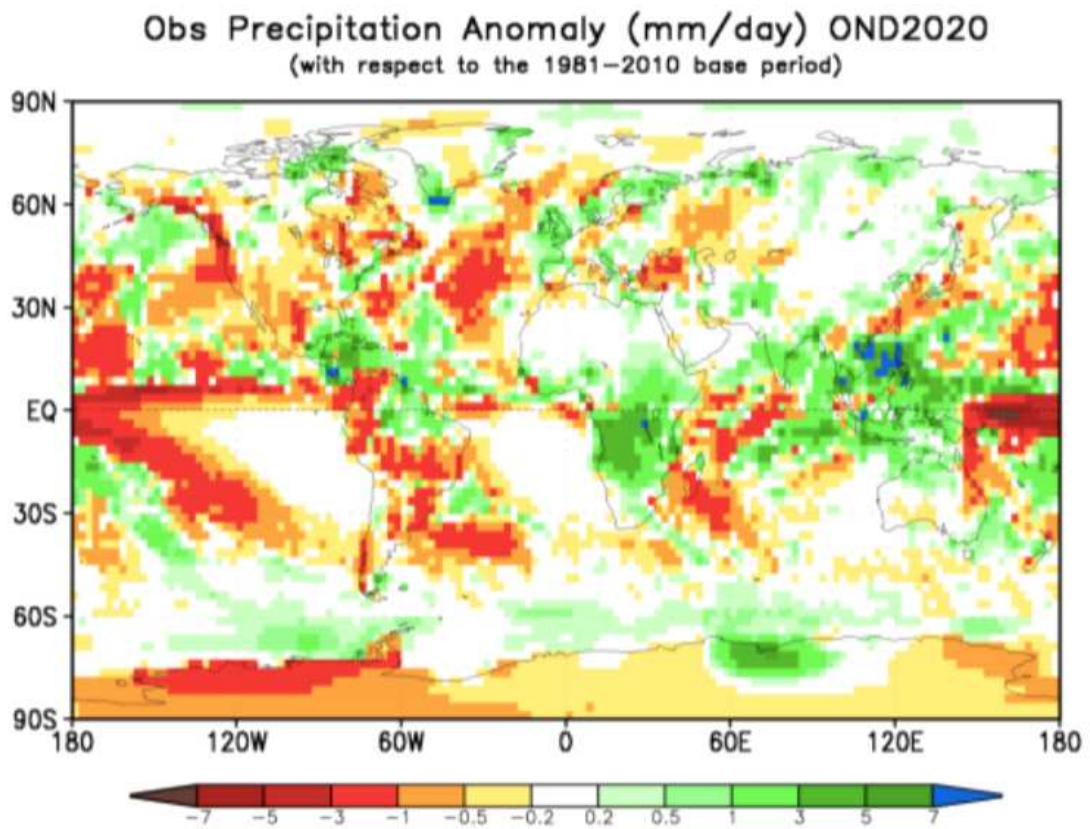 Obs Precipitation Anomaly (mm/day) OND2020
(with respect to the 1981−2010 base period)
90N
60N
30N
EQ
30S
60S
90S
180 120W 60W 0 60E 120E 180
−7 −5 −3 −1 −0.5 −0.2 0.2 0.5 1 3 5 7